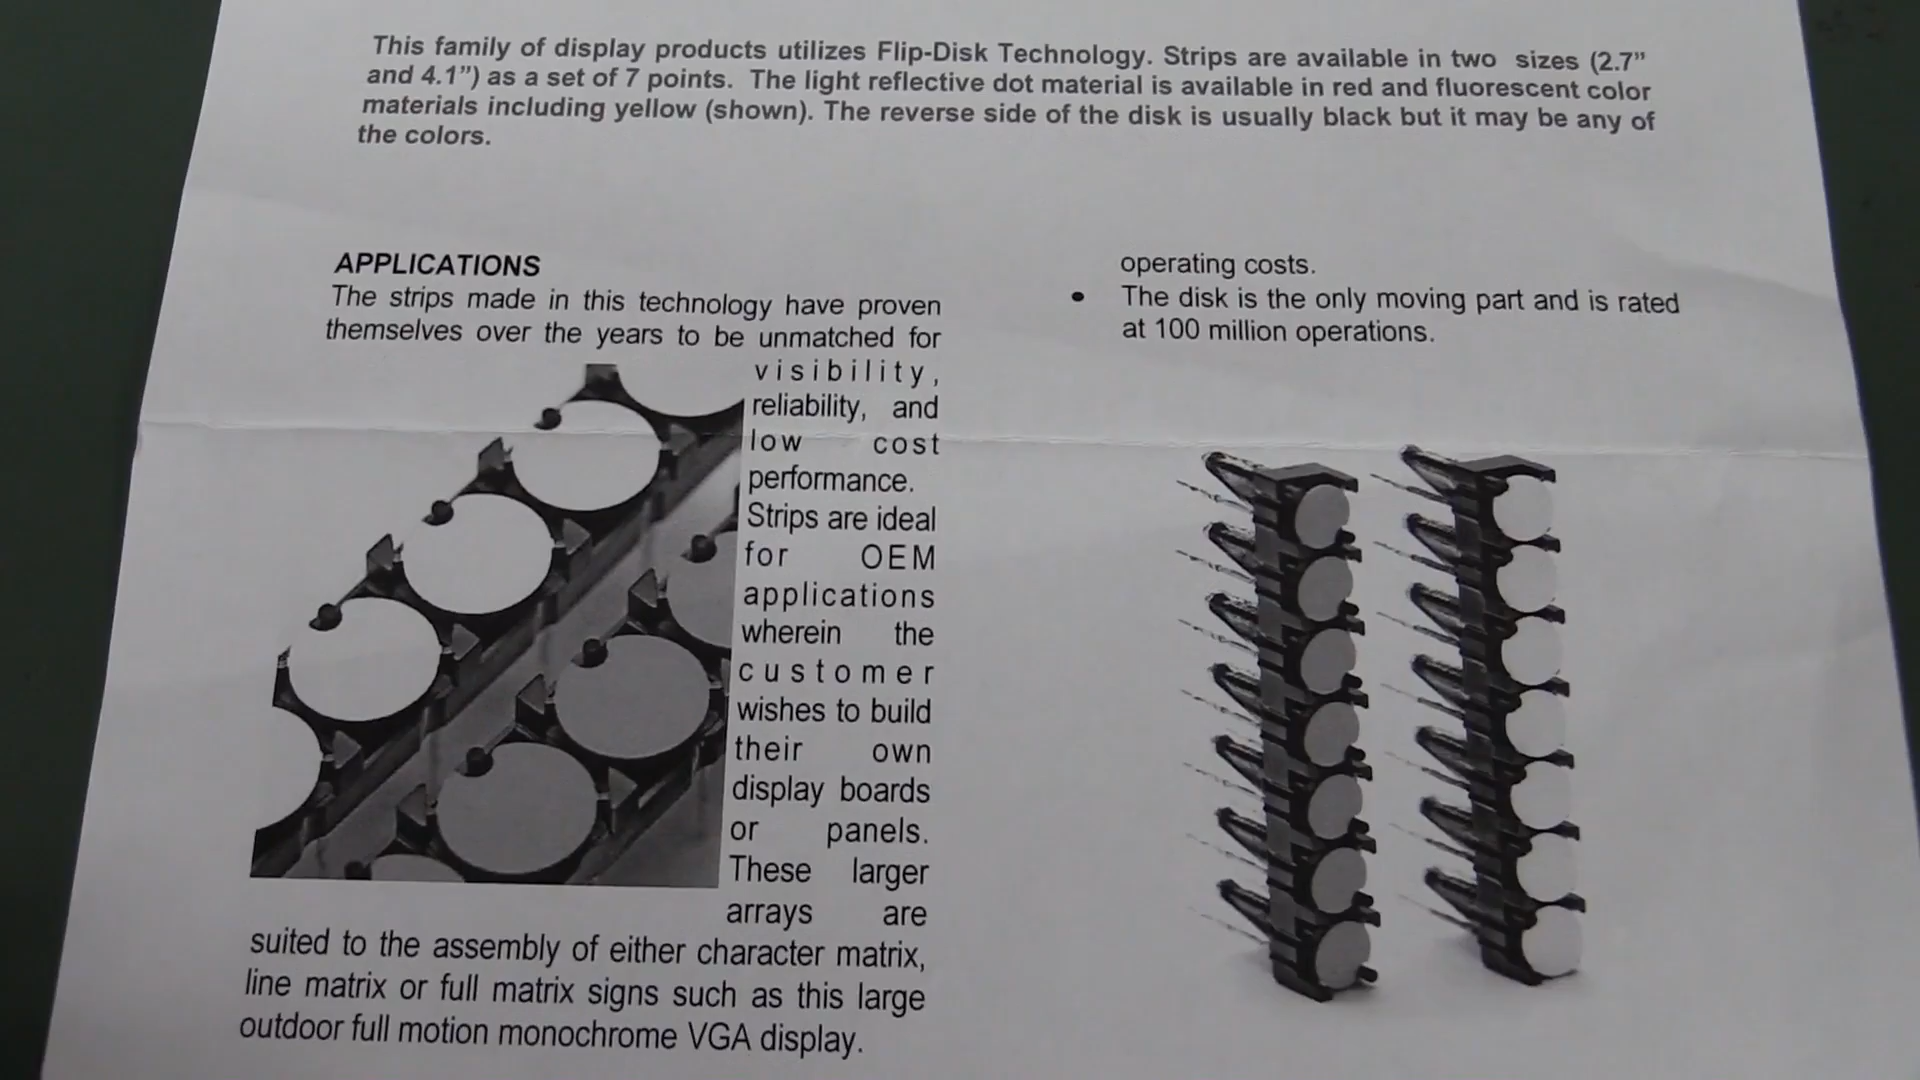 This family of display products utilizes Flip-Disk Technology. Strips are available in two sizes (2.7”
and 4.1”) as a set of 7 points. The light reflective dot material is available in red and fluorescent color
materials including yellow (shown). The reverse side of the disk is usually black but it may be any of
the colors.
APPLICATIONS
The strips made in this technology have proven
themselves over the years to be unmatched for
visibility,
reliability, and
low cost
performance.
Strips are ideal
for OEM
applications
wherein the
customer
wishes to build
their own
display boards
or panels.
These larger
arrays are
suited to the assembly of either character matrix,
line matrix or full matrix signs such as this large
outdoor full motion monochrome VGA display.
operating costs.
• The disk is the only moving part and is rated
at 100 million operations.